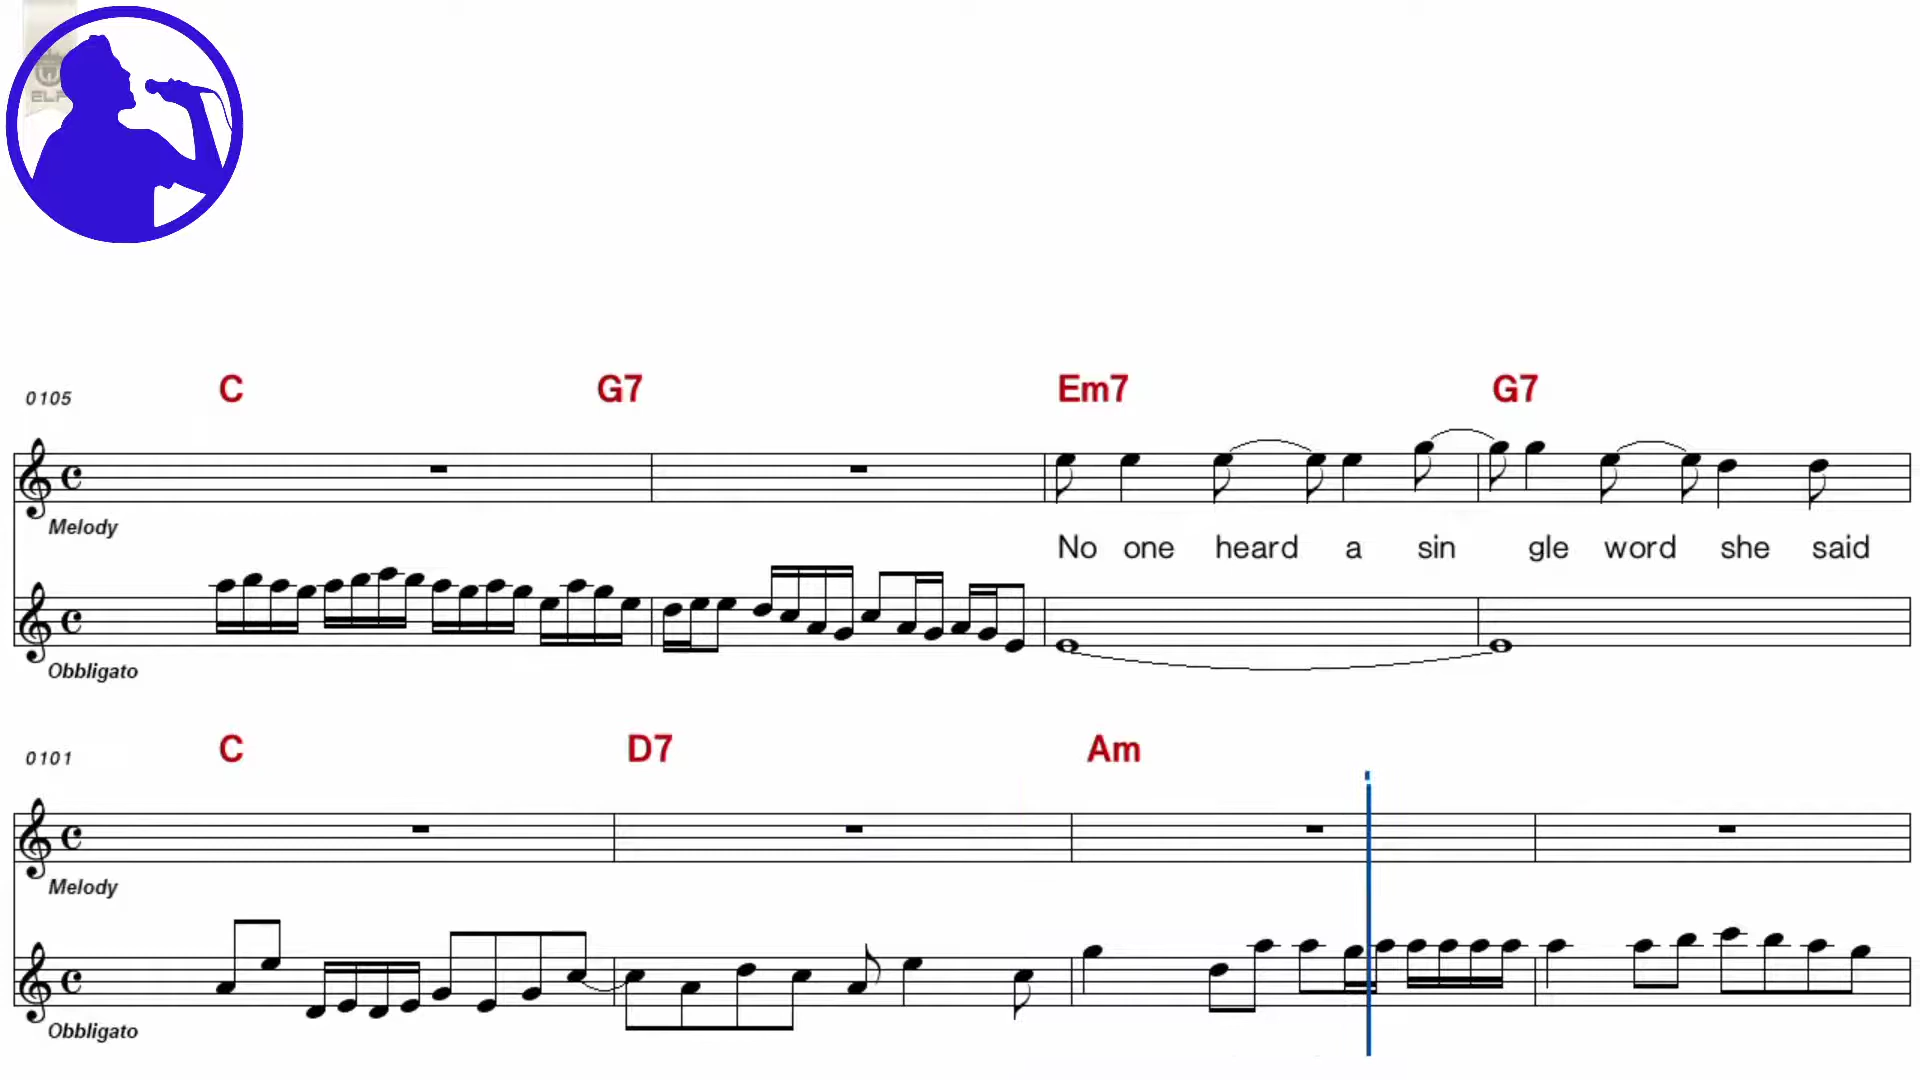 ELF
0105 C G7 Em7 G7
Melody
No one heard a sin gle word she said
Obbligato
0101 C D7 Am
Melody
Obbligato